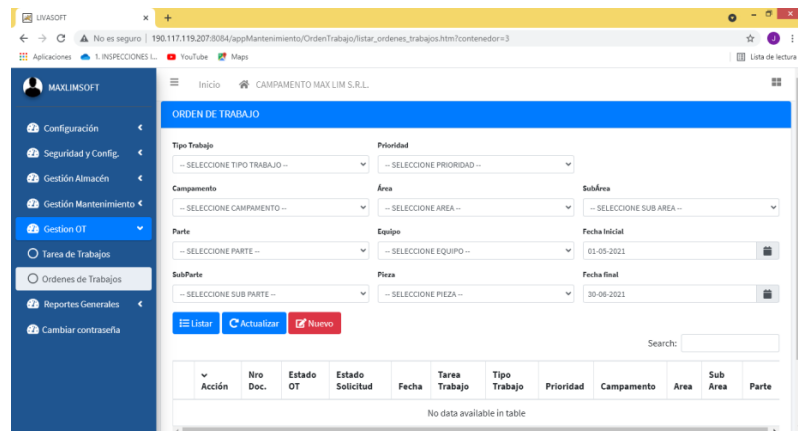 LIVASOFT
No es seguro | 190.117.119.207:8084/appMantenimiento/OrdenTrabajo/listar_ordenes_trabajos.htm?contenedor=3
J
Aplicaciones 1. INSPECCIONES I... YouTube Maps Lista de lectura
MAXLIMSOFT
Inicio CAMPAMENTO MAX LIM S.R.L.
ORDEN DE TRABAJO
Configuración
Seguridad y Config.
Gestión Almacén
Gestión Mantenimiento
Gestion OT
Tarea de Trabajos
Ordenes de Trabajos
Reportes Generales
Cambiar contraseña
Tipo Trabajo Prioridad
-- SELECCIONE TIPO TRABAJO -- -- SELECCIONE PRIORIDAD --
Campamento Área SubÁrea
-- SELECCIONE CAMPAMENTO -- -- SELECCIONE AREA -- -- SELECCIONE SUB AREA --
Parte Equipo Fecha Inicial
-- SELECCIONE PARTE -- -- SELECCIONE EQUIPO -- 01-05-2021
SubParte Pieza Fecha final
-- SELECCIONE SUB PARTE -- -- SELECCIONE PIEZA -- 30-06-2021
Listar Actualizar Nuevo
Search:
Acción Nro Doc. Estado OT Estado Solicitud Fecha Tarea Trabajo Tipo Trabajo Prioridad Campamento Area Sub Area Parte
No data available in table